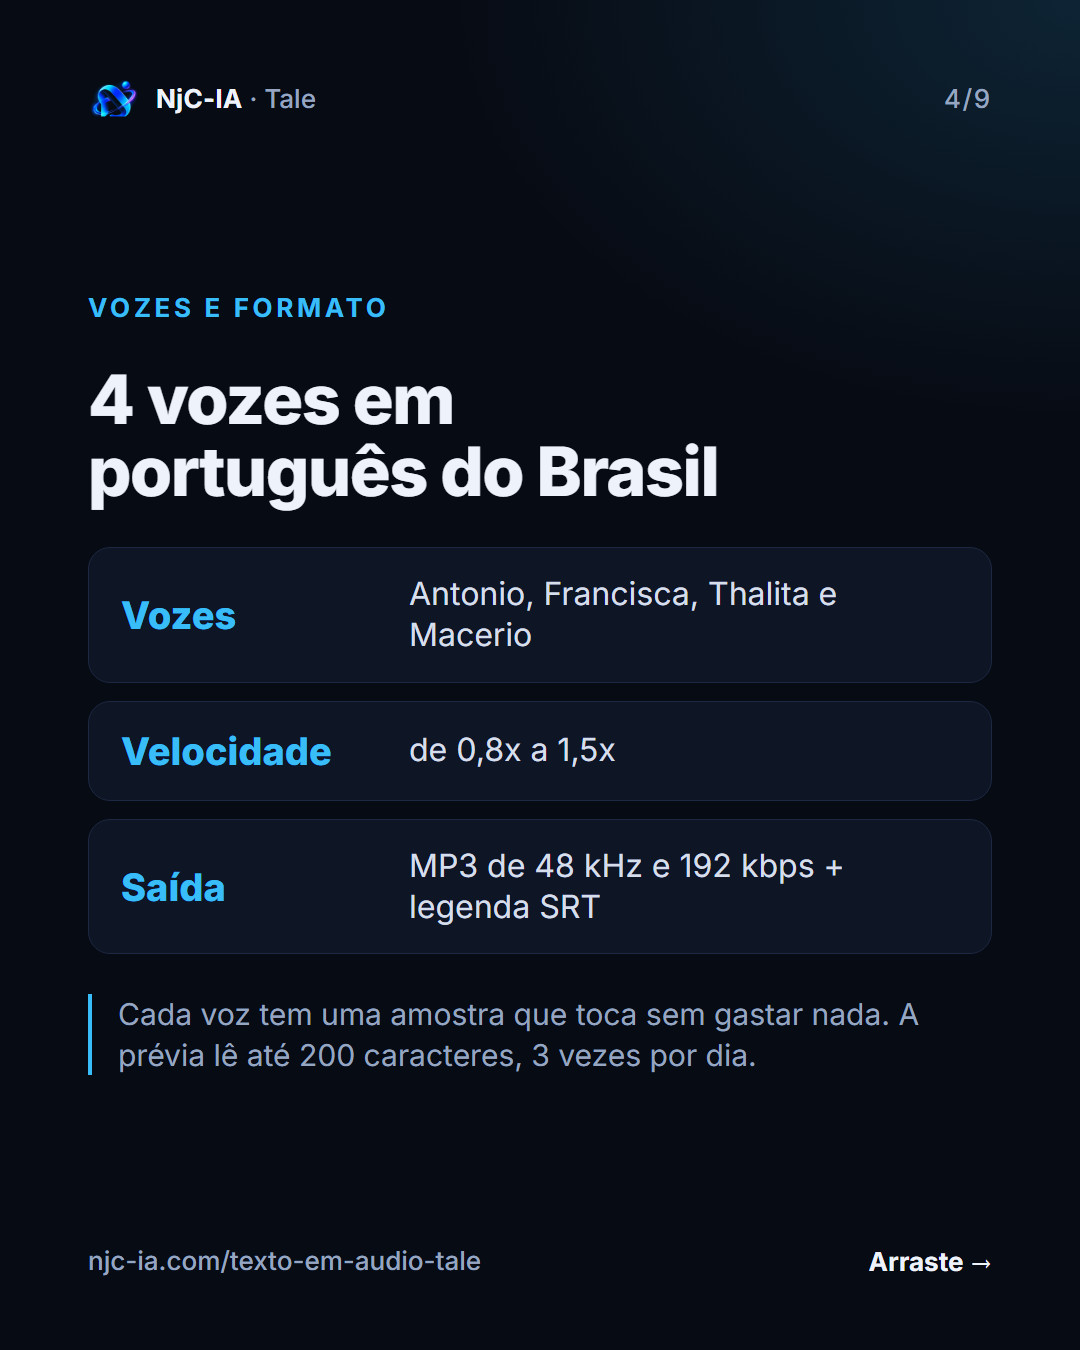 NjC-IA · Tale
4/9
VOZES E FORMATO
4 vozes em
português do Brasil
Vozes
Antonio, Francisca, Thalita e
Macerio
Velocidade
de 0,8x a 1,5x
Saída
MP3 de 48 kHz e 192 kbps +
legenda SRT
Cada voz tem uma amostra que toca sem gastar nada. A
prévia lê até 200 caracteres, 3 vezes por dia.
njc-ia.com/texto-em-audio-tale
Arraste →